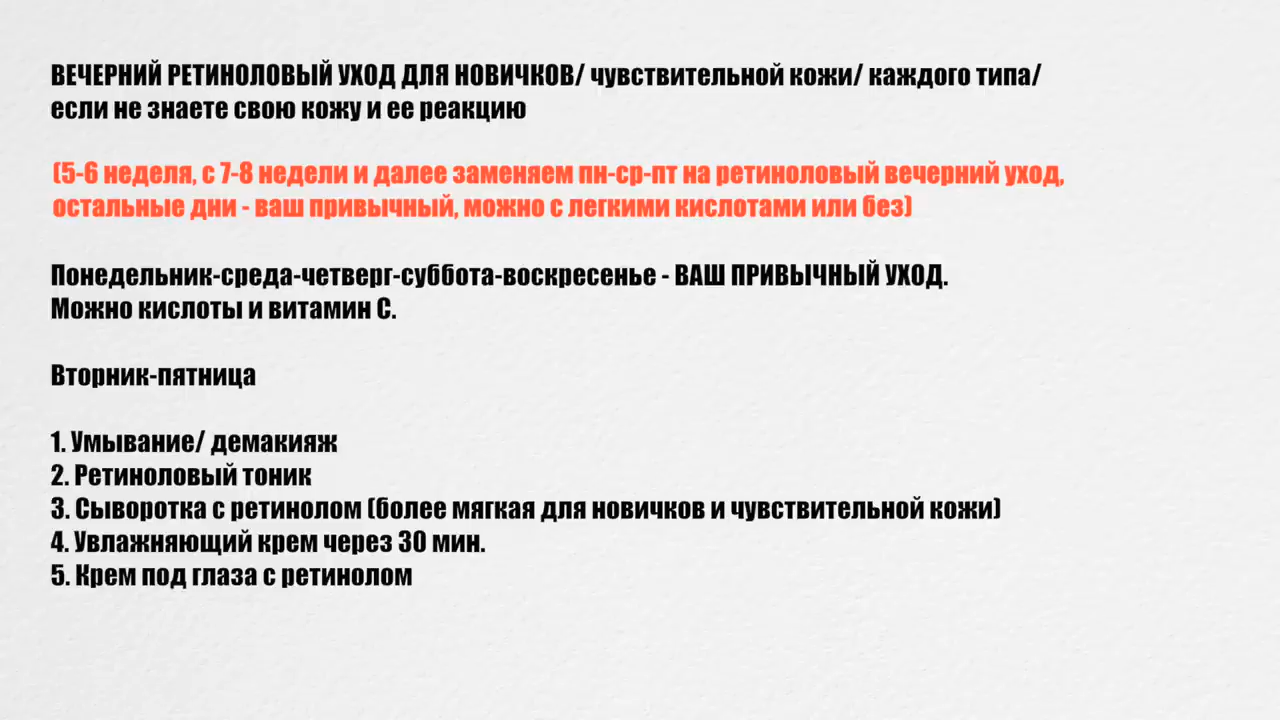 ВЕЧЕРНИЙ РЕТИНОЛОВЫЙ УХОД ДЛЯ НОВИЧКОВ/ чувствительной кожи/ каждого типа/
если не знаете свою кожу и ее реакцию
(5-6 неделя, с 7-8 недели и далее заменяем пн-ср-пт на ретиноловый вечерний уход,
остальные дни - ваш привычный, можно с легкими кислотами или без)
Понедельник-среда-четверг-суббота-воскресенье - ВАШ ПРИВЫЧНЫЙ УХОД.
Можно кислоты и витамин С.
Вторник-пятница
1. Умывание/ демакияж
2. Ретиноловый тоник
3. Сыворотка с ретинолом (более мягкая для новичков и чувствительной кожи)
4. Увлажняющий крем через 30 мин.
5. Крем под глаза с ретинолом